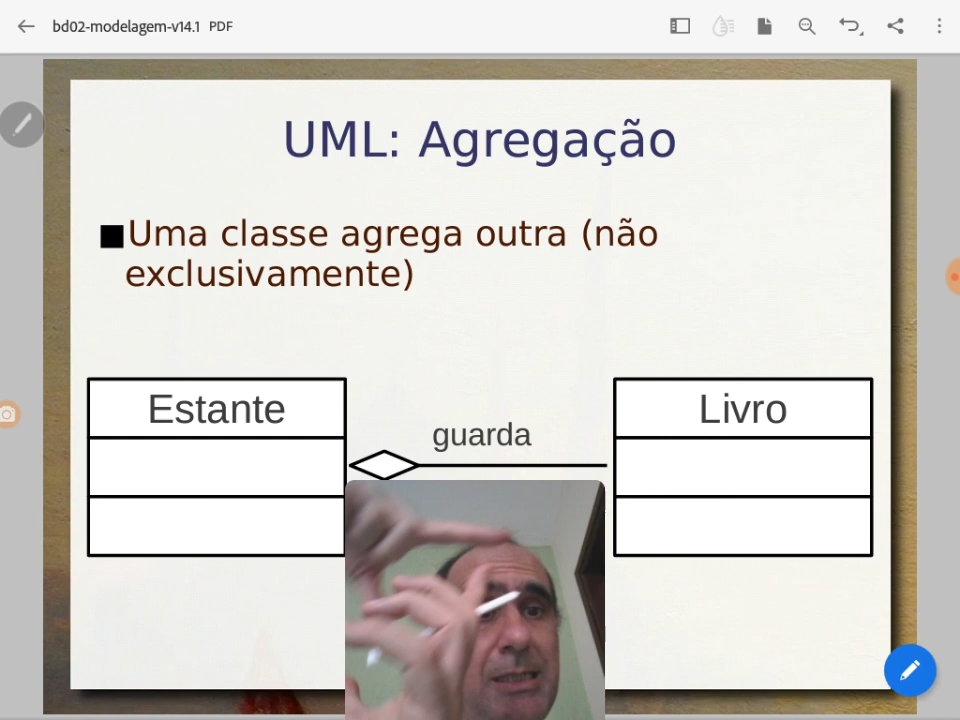 bd02-modelagem-v14.1 PDF
UML: Agregação
Uma classe agrega outra (não
exclusivamente)
Estante
guarda
Livro